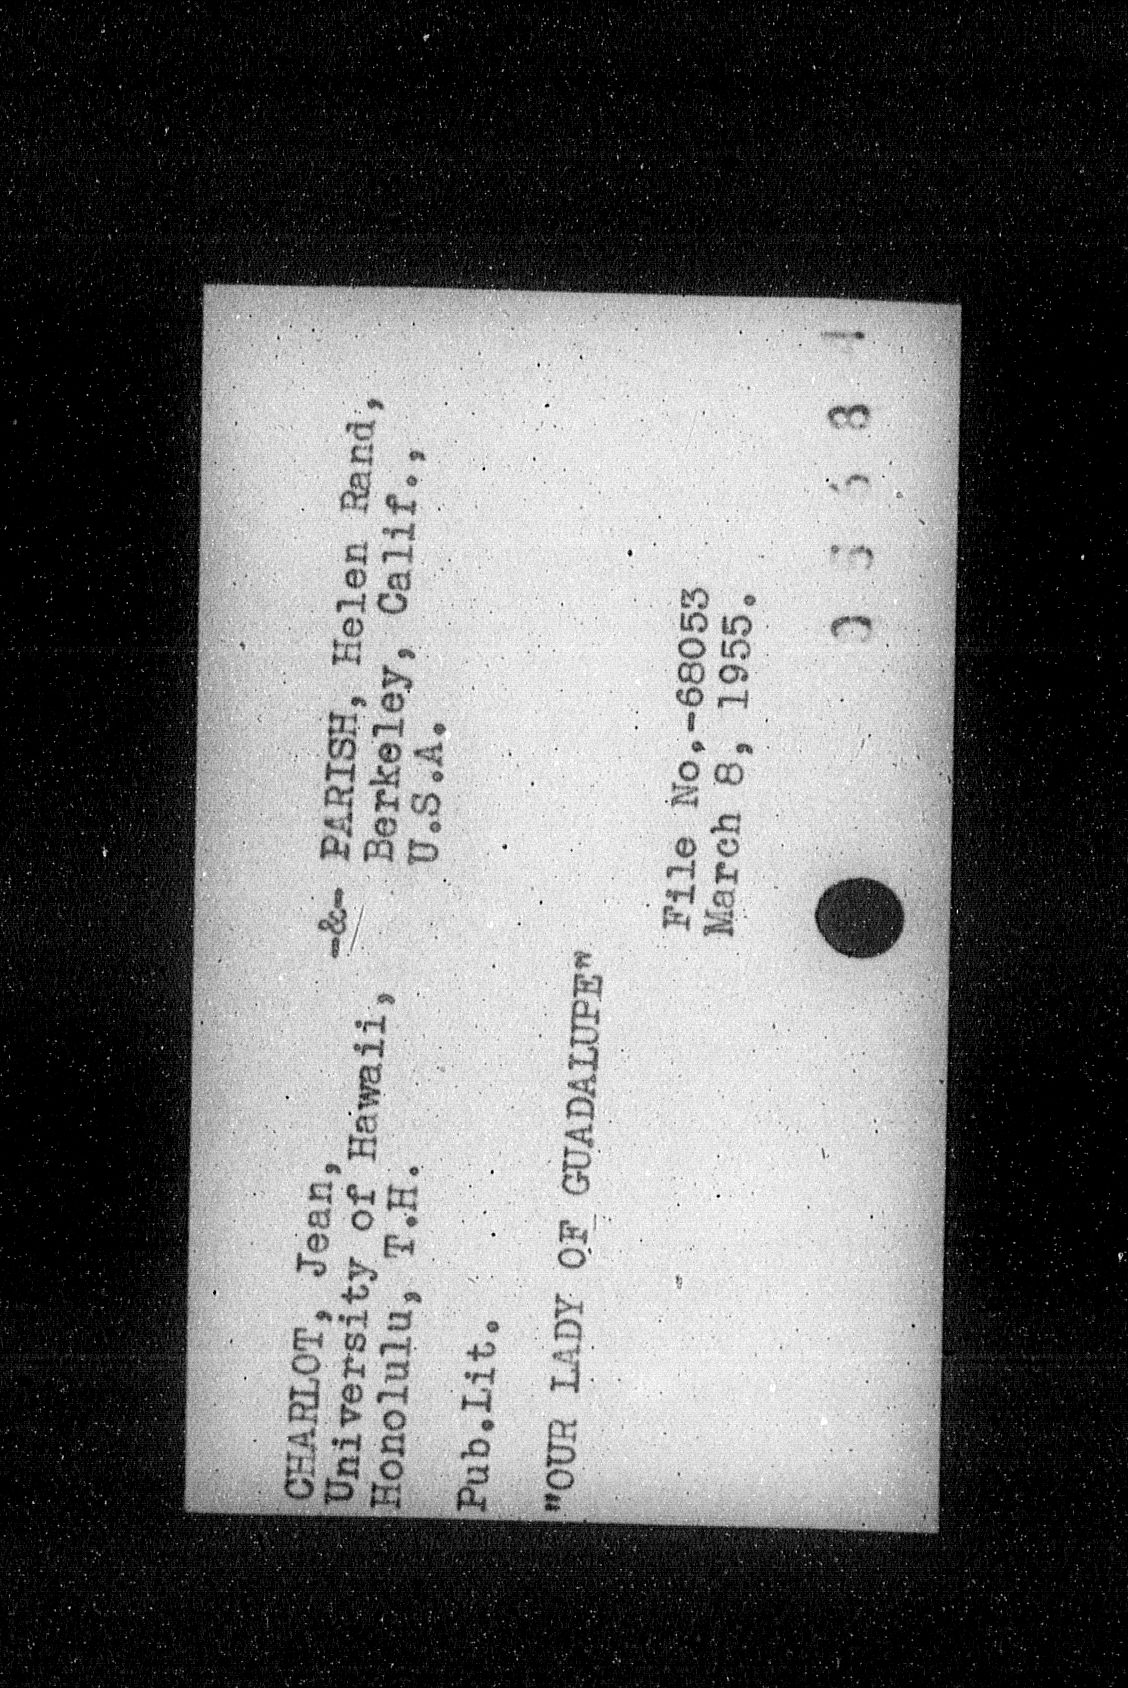 CHARLOT, Jean,
University of Hawaii,
Honolulu, T.H.
-&- PARISH, Helen Rand,
Berkeley, Calif.,
U.S.A.
Pub.Lit.
"OUR LADY OF GUADALUPE"
File No,-68053
March 8, 1955.